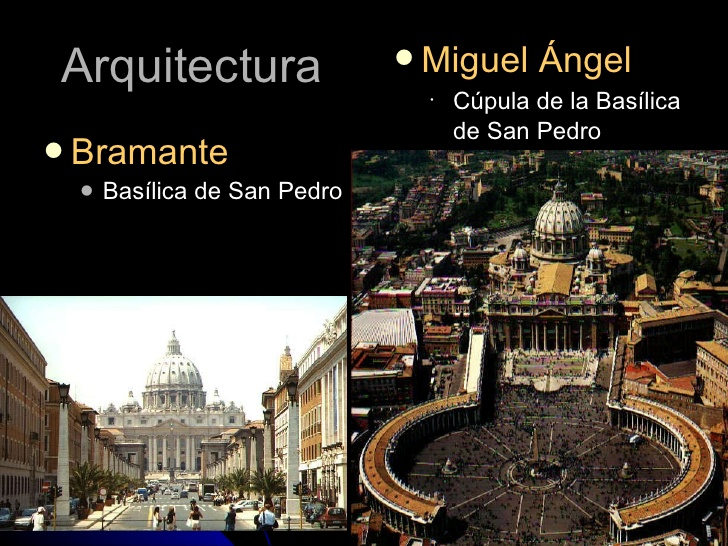 Arquitectura
Bramante
Basílica de San Pedro
Miguel Ángel
Cúpula de la Basílica
de San Pedro